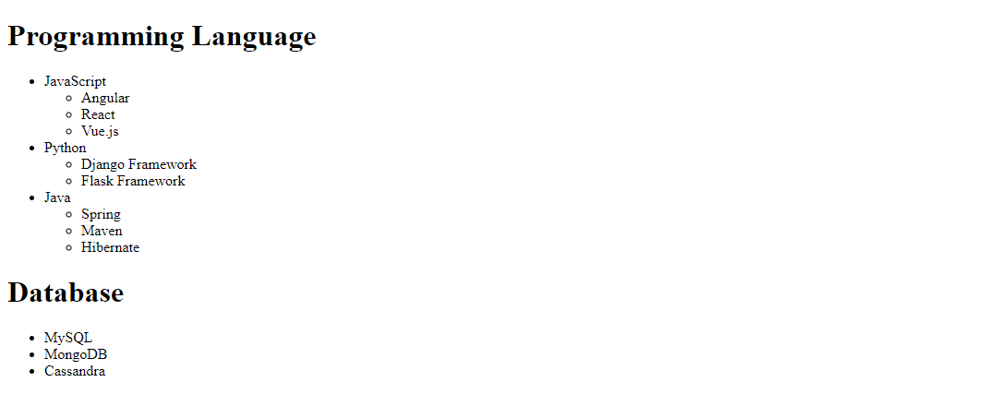 Programming Language
JavaScript
Angular
React
Vue.js
Python
Django Framework
Flask Framework
Java
Spring
Maven
Hibernate
Database
MySQL
MongoDB
Cassandra